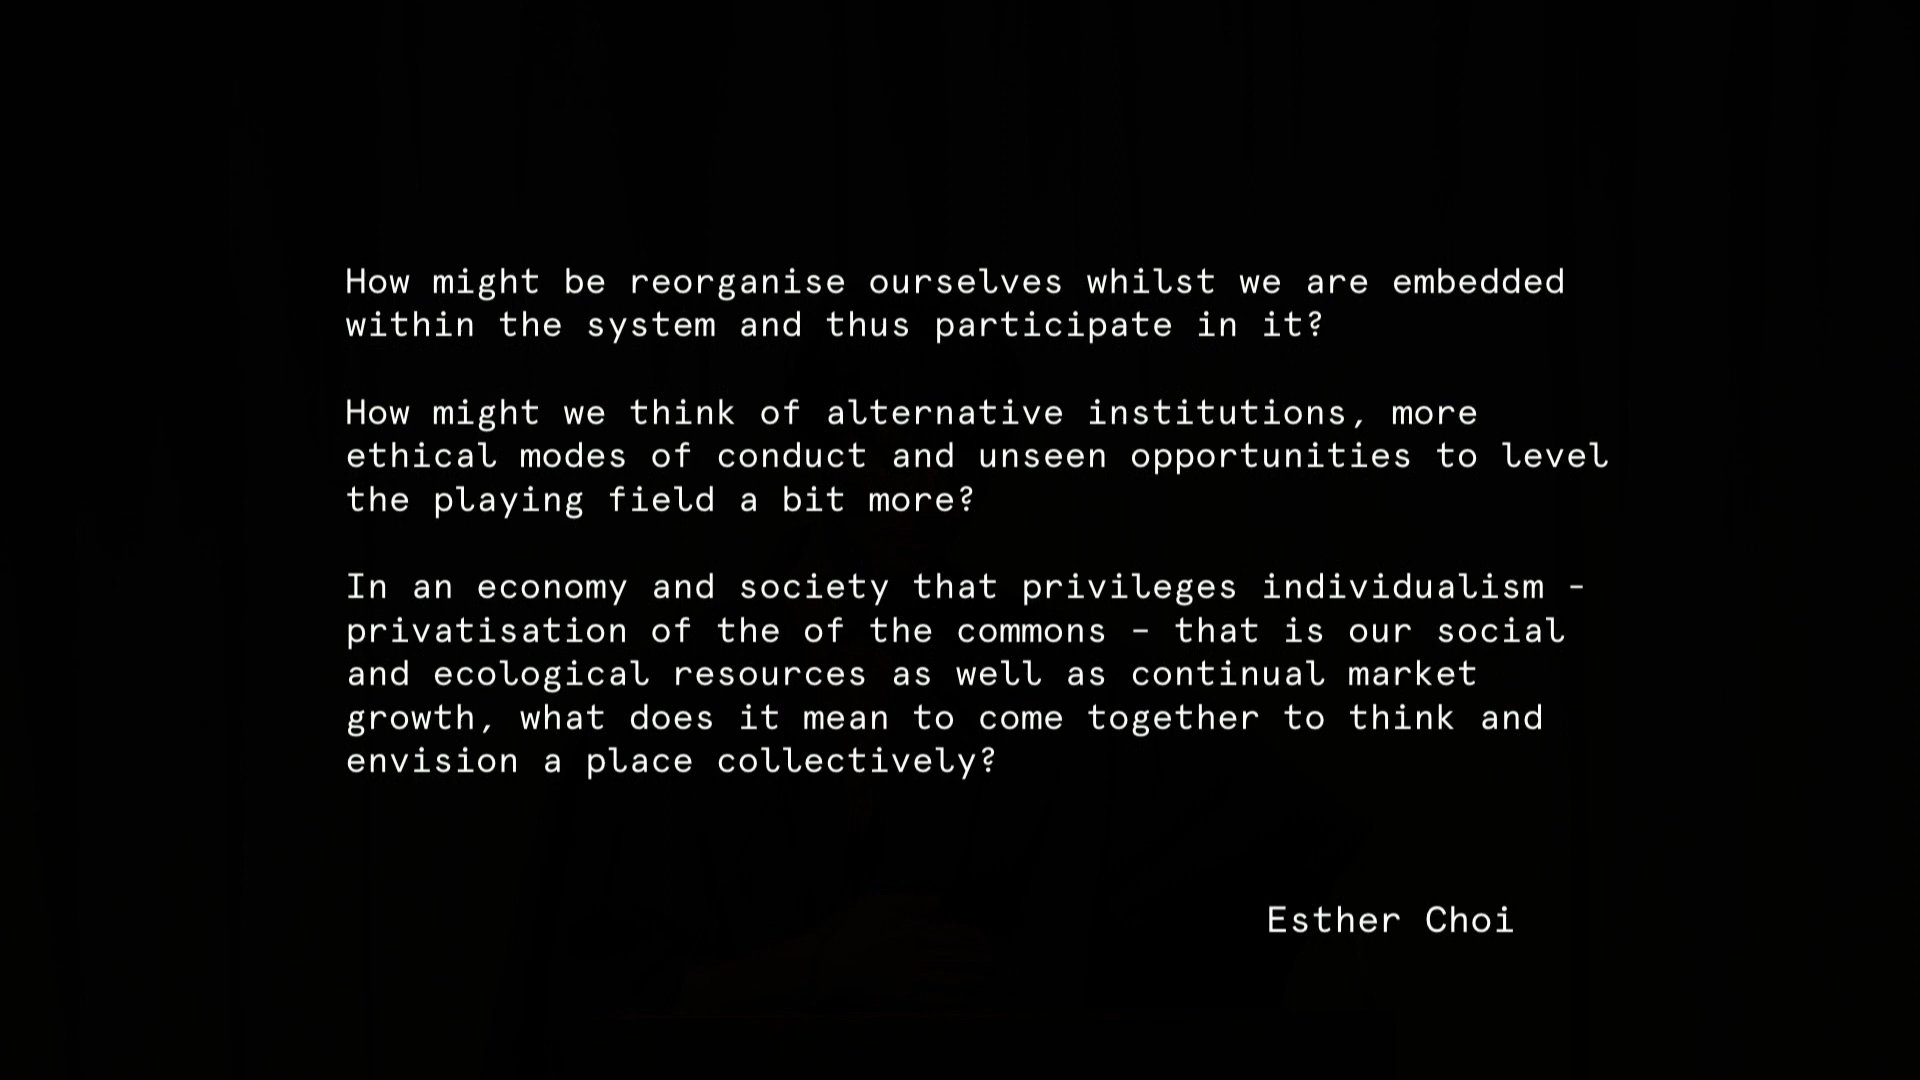 How might be reorganise ourselves whilst we are embedded
within the system and thus participate in it?
How might we think of alternative institutions, more
ethical modes of conduct and unseen opportunities to level
the playing field a bit more?
In an economy and society that privileges individualism -
privatisation of the of the commons - that is our social
and ecological resources as well as continual market
growth, what does it mean to come together to think and
envision a place collectively?
Esther Choi